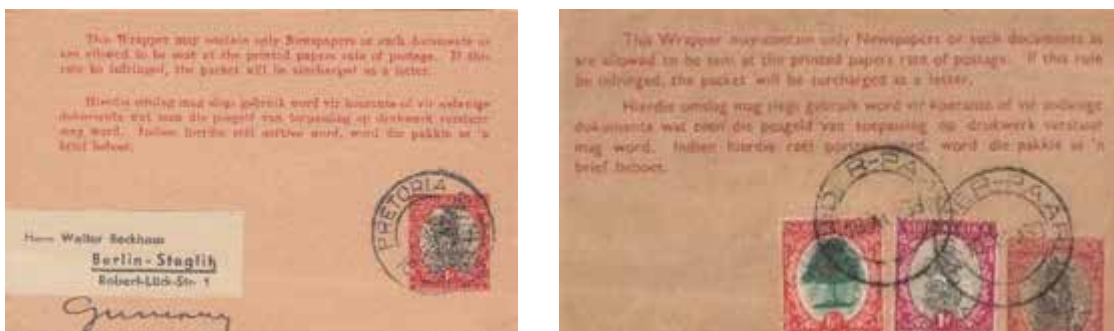 This Wrapper may contain only Newspapers or such documents as
are allowed to be sent at the printed papers rate of postage. If this
rule be infringed, the packet will be surcharged as a letter.
Hierdie omslag mag slegs gebruik word vir koerante of vir sodanige
dokumente wat teen die posgeld van toepassing op drukwerk verstuur
mag word. Indien hierdie reël word, word die pakkie as 'n
brief beboet.
PRETORIA
Herrn Walter Beckhaus
Berlin-Steglitz
Robert-Lück-Str. 1
Germany
This Wrapper may contain only Newspapers or such documents as
are allowed to be sent at the printed papers rate of postage. If this rule
be infringed, the packet will be surcharged as a letter.
Hierdie omslag mag slegs gebruik word vir koerante of vir sodanige
dokumente wat teen die posgeld van toepassing op drukwerk verstuur
mag word. Indien hierdie reël word, word die pakkie as 'n
brief beboet.